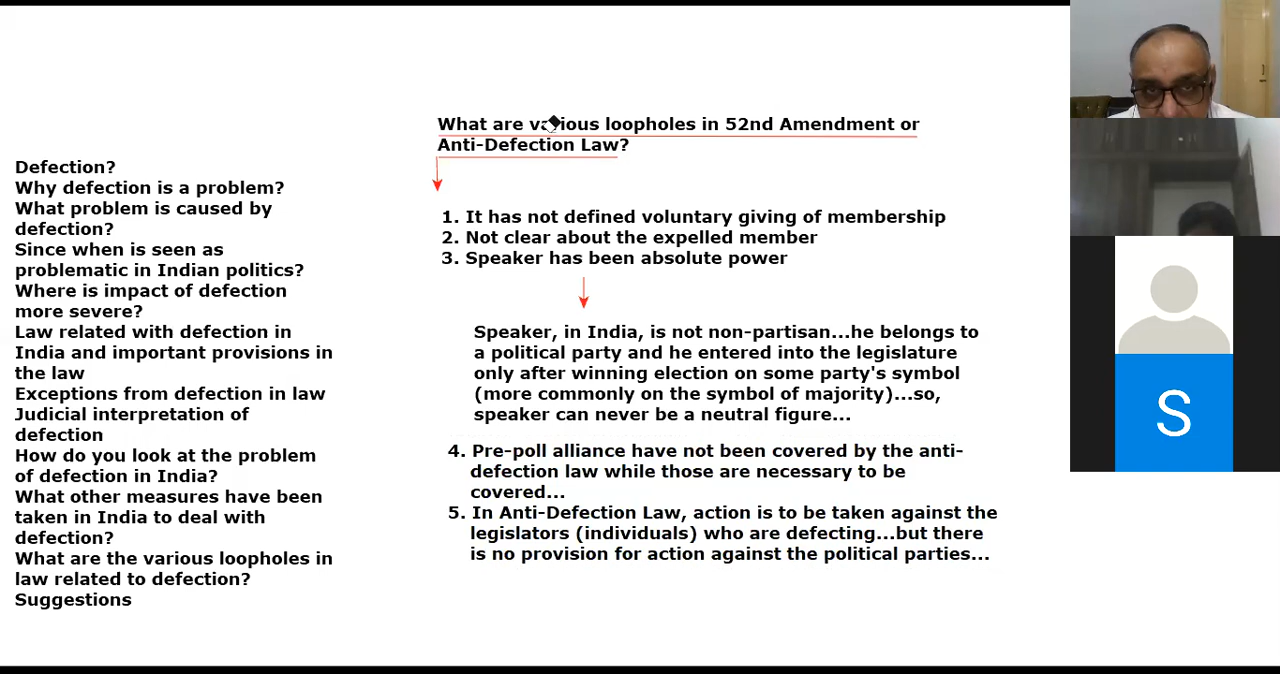 Defection?
Why defection is a problem?
What problem is caused by
defection?
Since when is seen as
problematic in Indian politics?
Where is impact of defection
more severe?
Law related with defection in
India and important provisions in
the law
Exceptions from defection in law
Judicial interpretation of
defection
How do you look at the problem
of defection in India?
What other measures have been
taken in India to deal with
defection?
What are the various loopholes in
law related to defection?
Suggestions
What are various loopholes in 52nd Amendment or
Anti-Defection Law?
1. It has not defined voluntary giving of membership
2. Not clear about the expelled member
3. Speaker has been absolute power
Speaker, in India, is not non-partisan...he belongs to
a political party and he entered into the legislature
only after winning election on some party's symbol
(more commonly on the symbol of majority)...so,
speaker can never be a neutral figure...
4. Pre-poll alliance have not been covered by the anti-
defection law while those are necessary to be
covered...
5. In Anti-Defection Law, action is to be taken against the
legislators (individuals) who are defecting...but there
is no provision for action against the political parties...
S